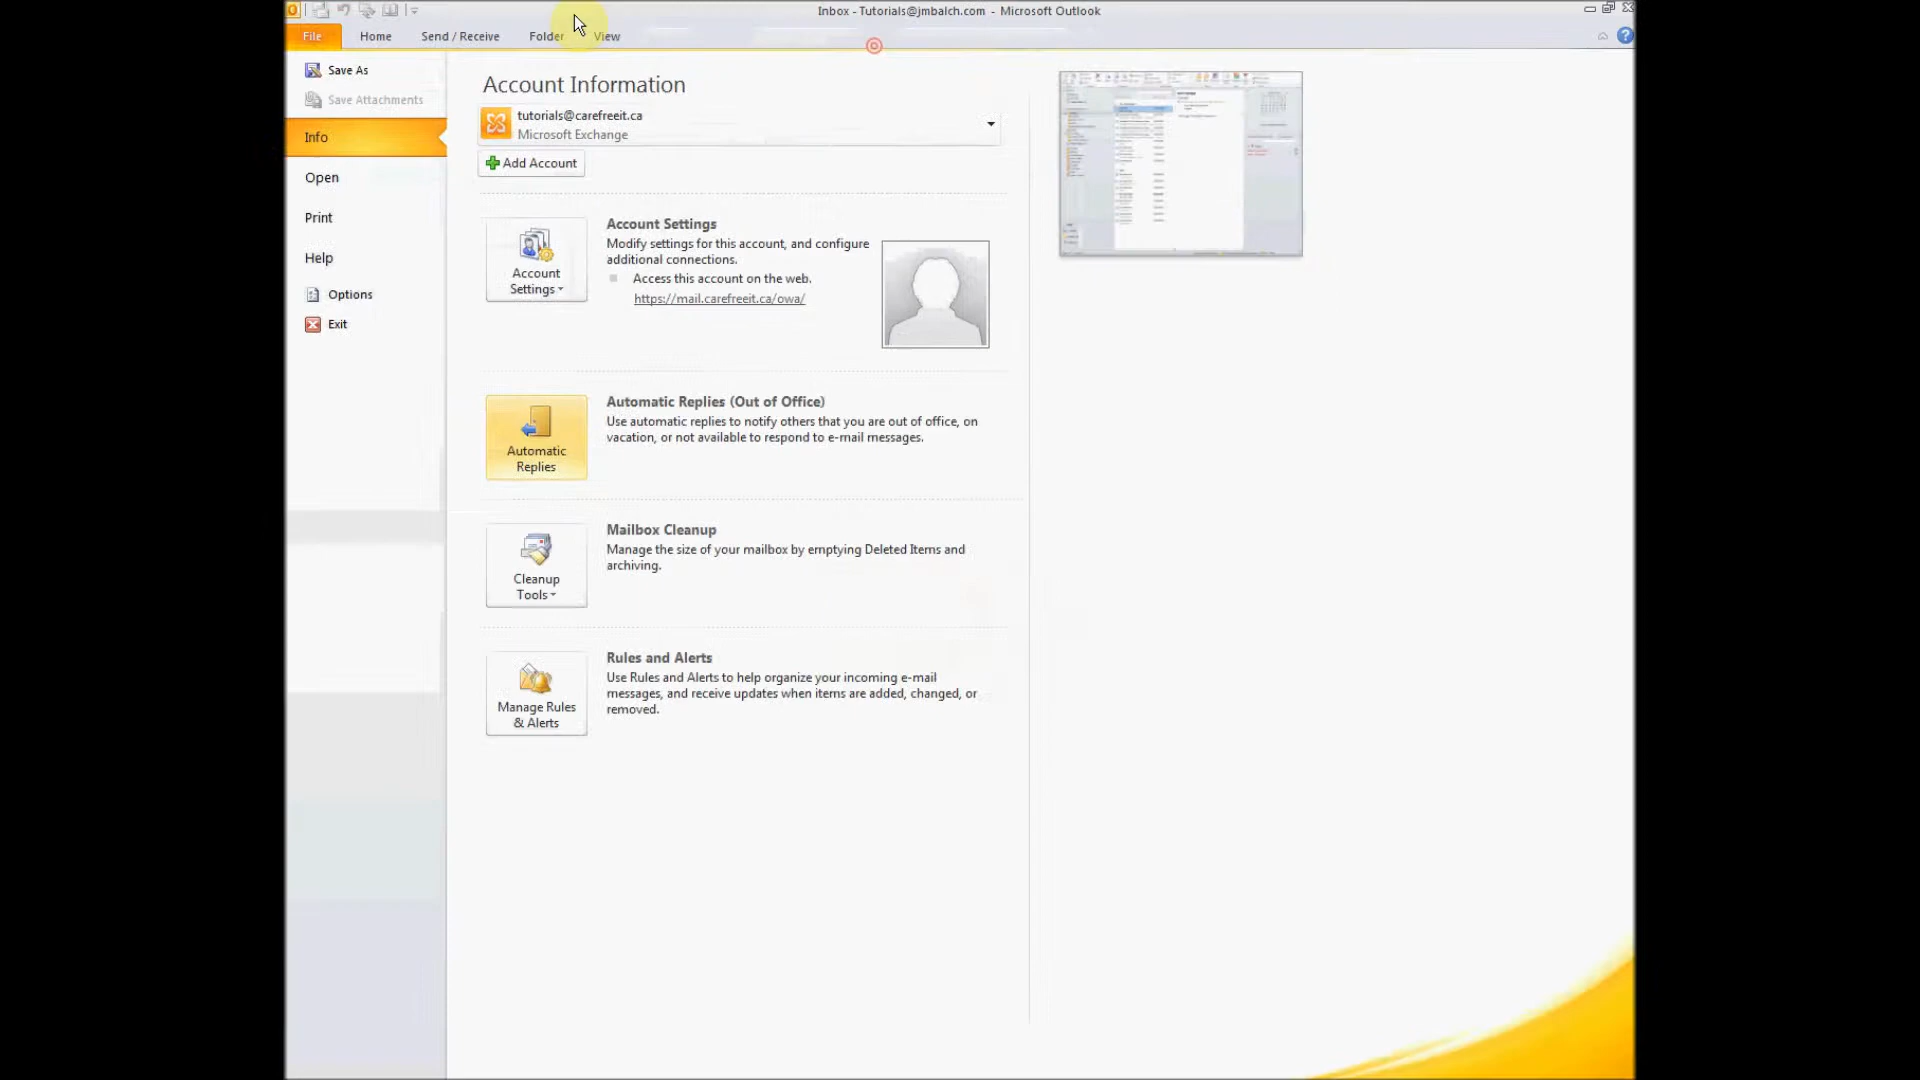 Inbox - Tutorials@jmbalch.com - Microsoft Outlook
File Home Send / Receive Folder View
Save As
Save Attachments
Info
Open
Print
Help
Options
Exit
Account Information
tutorials@carefreeit.ca
Microsoft Exchange
Add Account
Account
Settings
Account Settings
Modify settings for this account, and configure
additional connections.
Access this account on the web.
https://mail.carefreeit.ca/owa/
Automatic
Replies
Automatic Replies (Out of Office)
Use automatic replies to notify others that you are out of office, on
vacation, or not available to respond to e-mail messages.
Cleanup
Tools
Mailbox Cleanup
Manage the size of your mailbox by emptying Deleted Items and
archiving.
Manage Rules
& Alerts
Rules and Alerts
Use Rules and Alerts to help organize your incoming e-mail
messages, and receive updates when items are added, changed, or
removed.